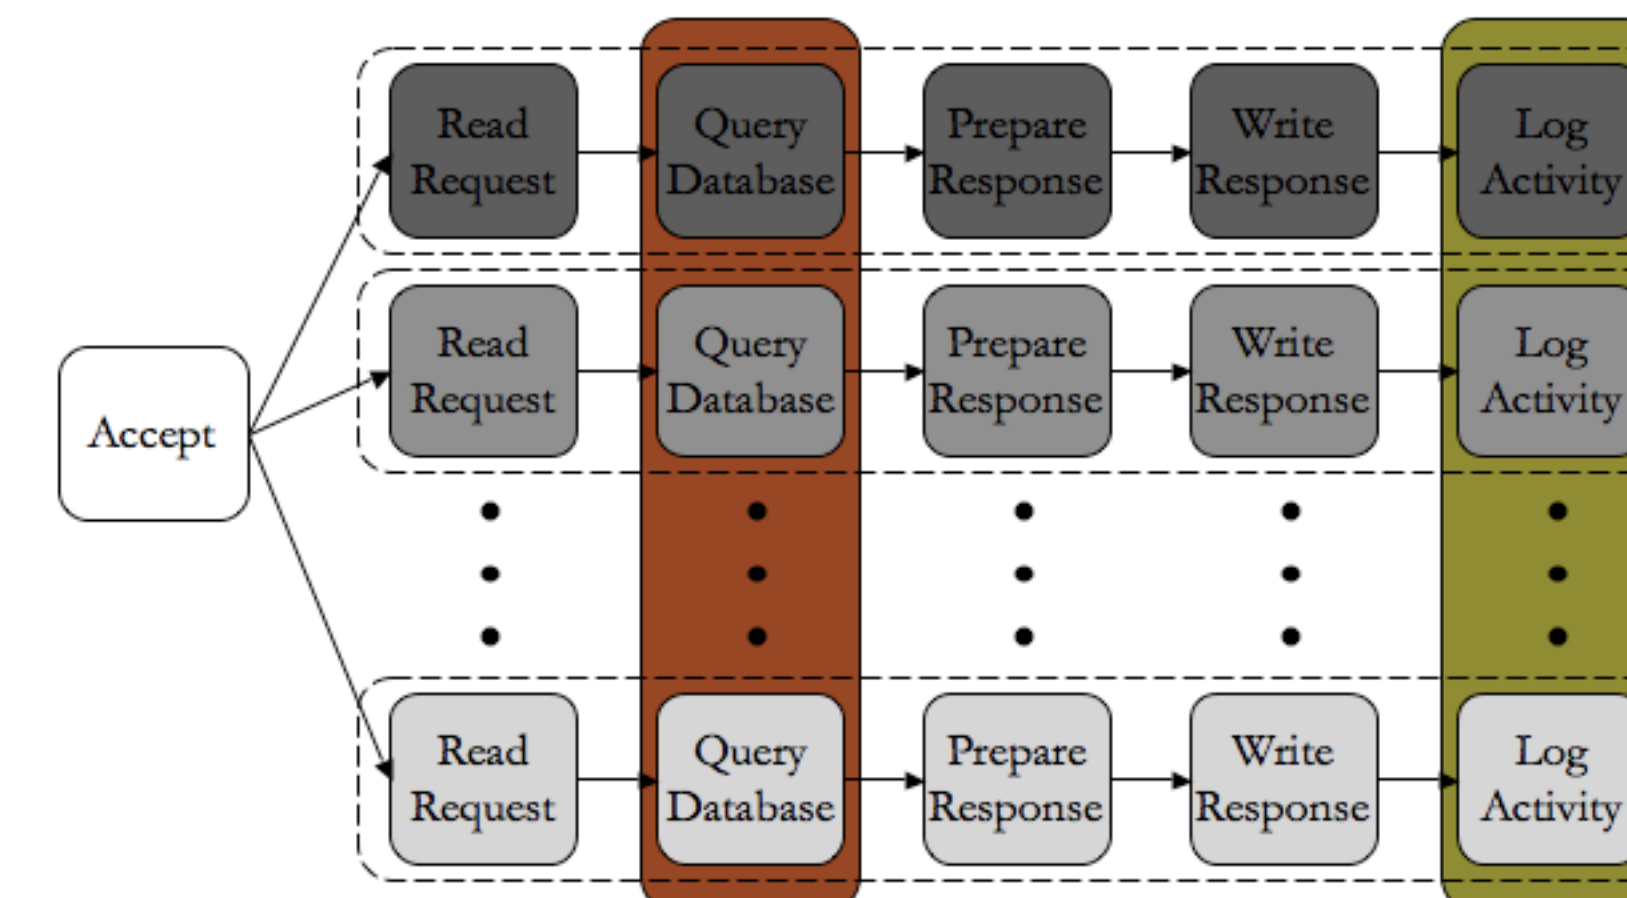 Read
Request
Query
Database
Prepare
Response
Write
Response
Log
Activity
Read
Request
Query
Database
Prepare
Response
Write
Response
Log
Activity
Accept
Read
Request
Query
Database
Prepare
Response
Write
Response
Log
Activity